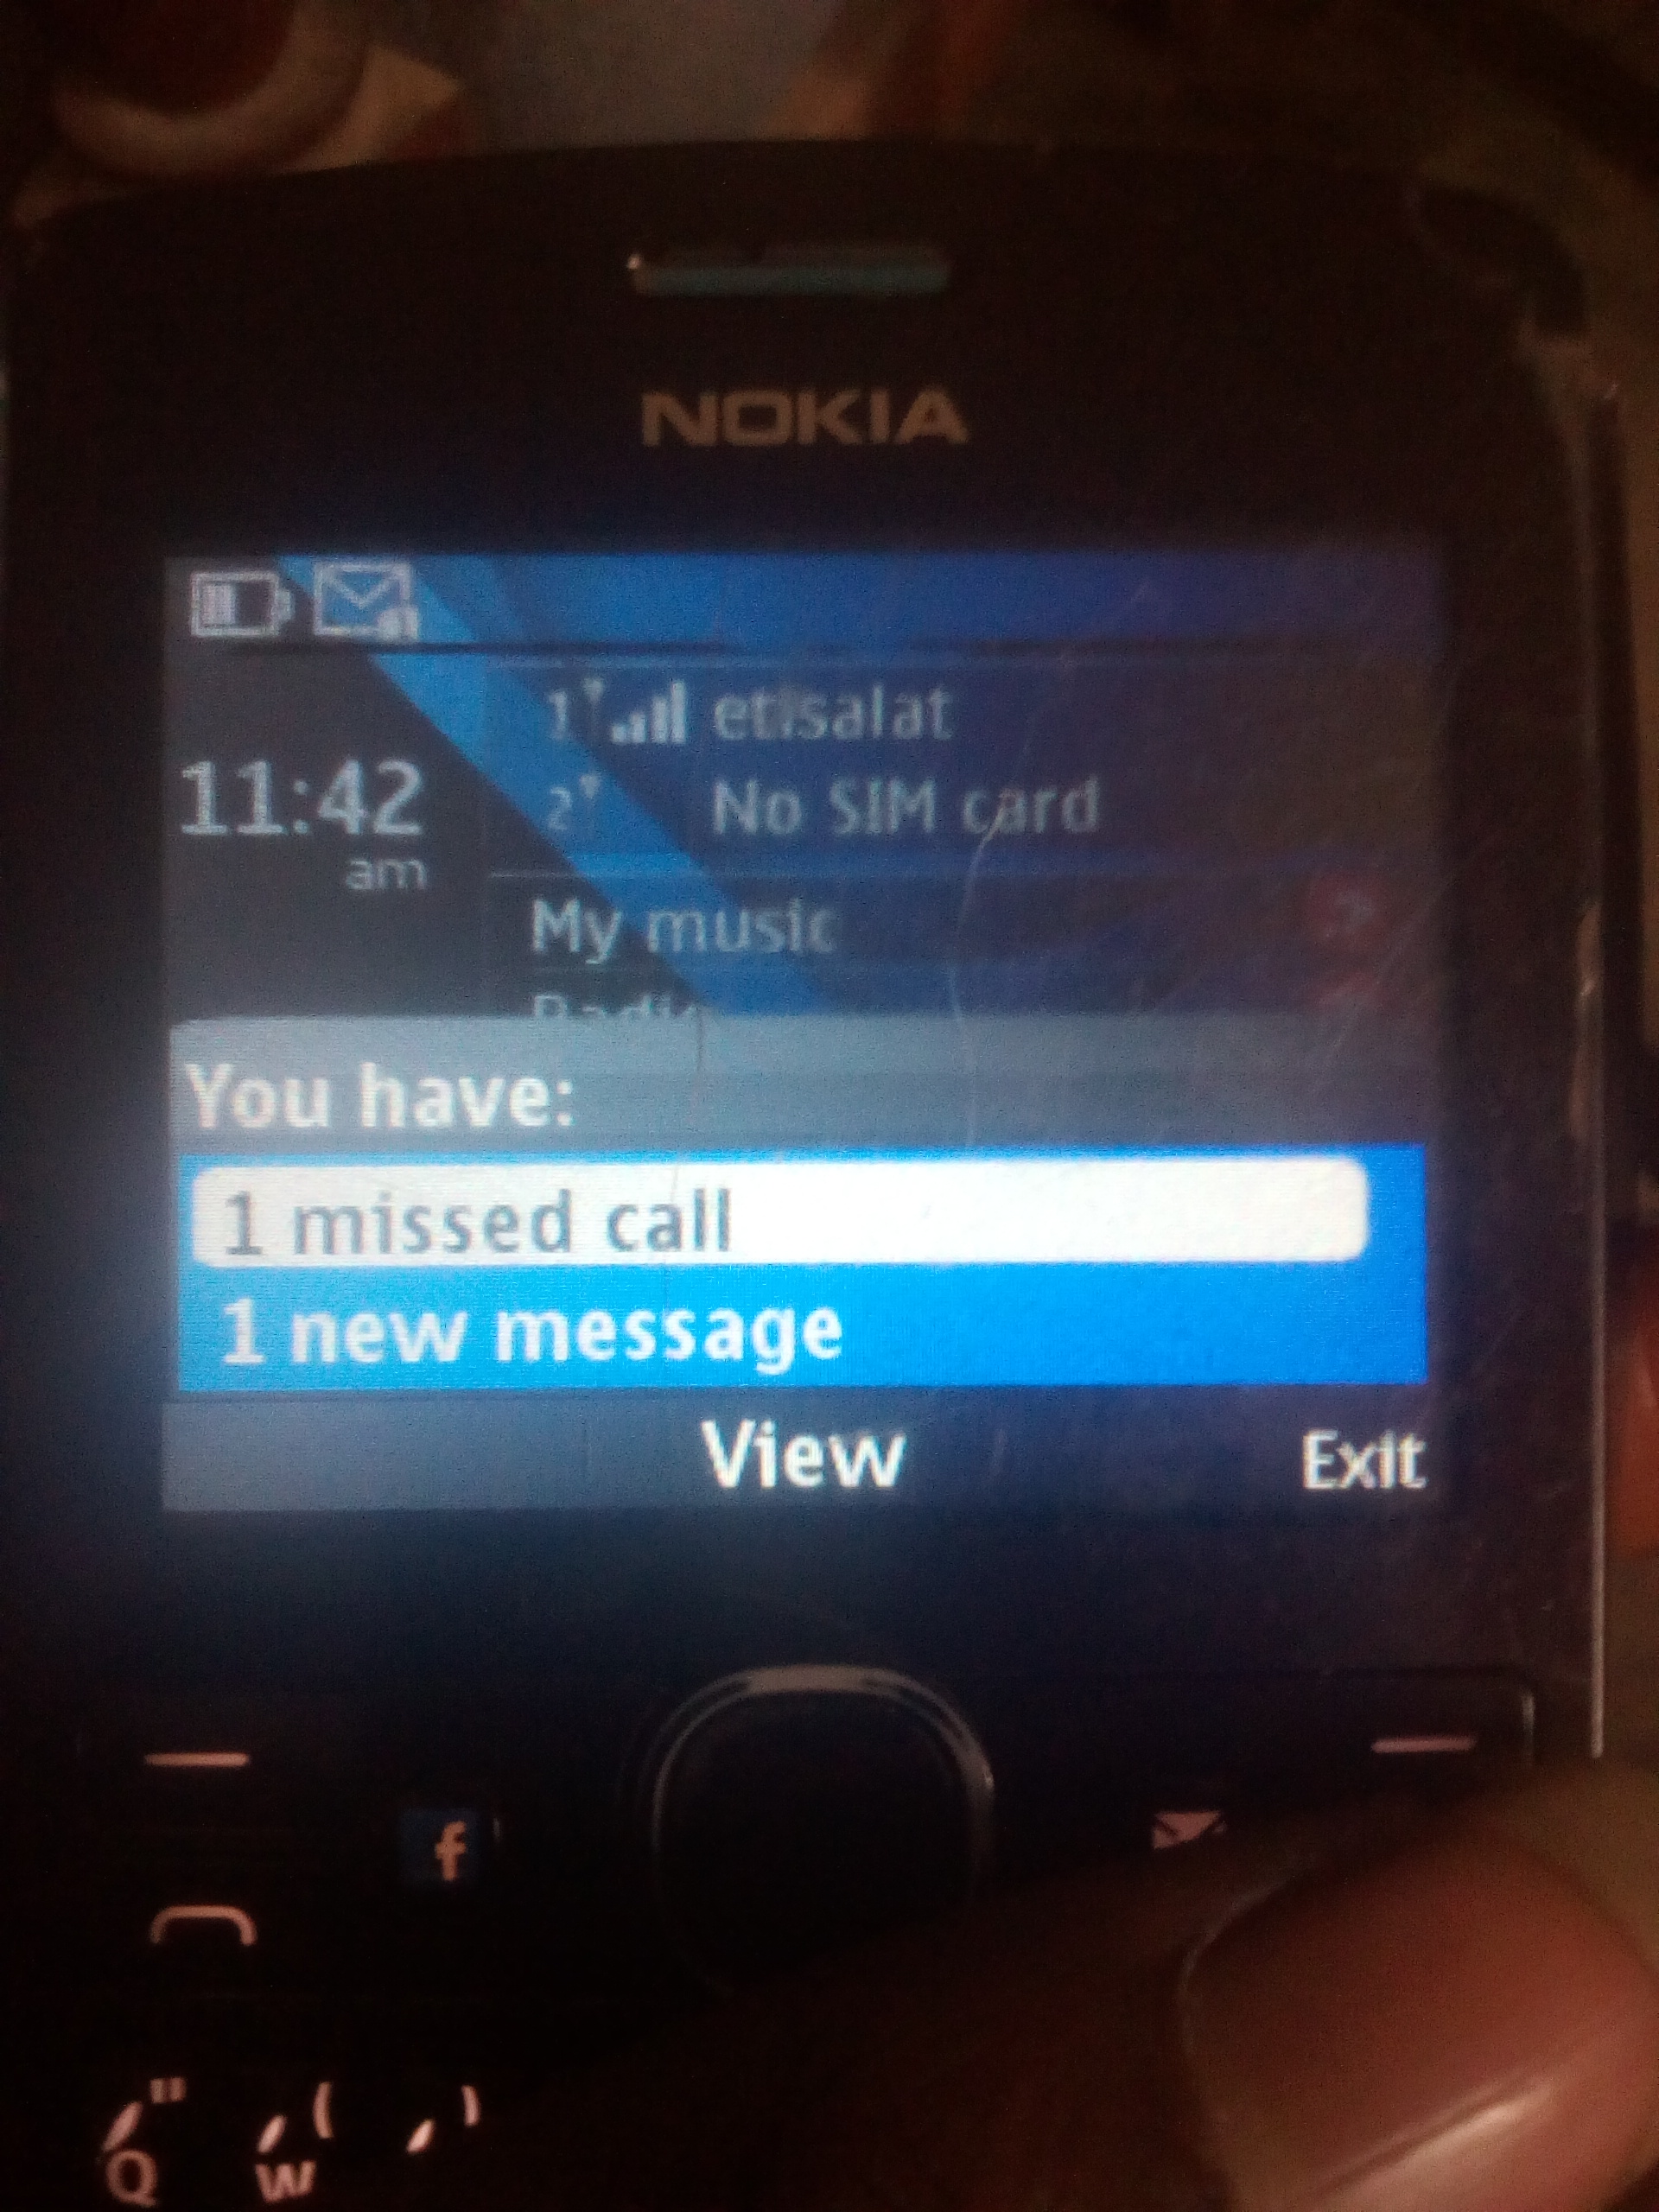 NOKIA
1 etisalat
11:42
2 No SIM card
am
My music
Radio
You have:
1 missed call
1 new message
View
Exit
f
" ( )
Q W